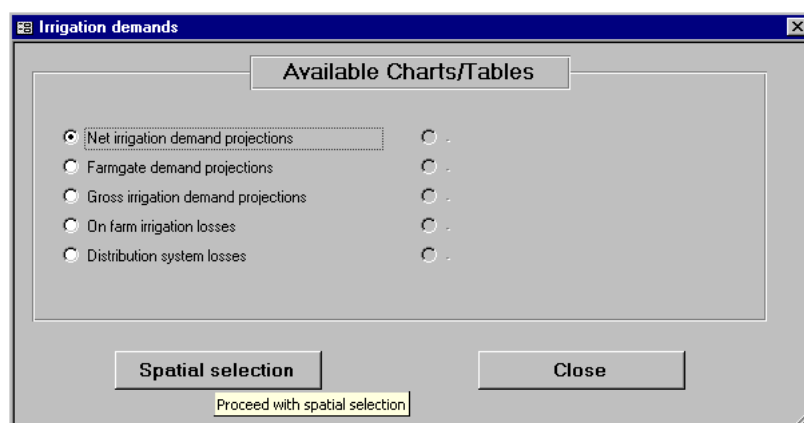 Irrigation demands
Available Charts/Tables
Net irrigation demand projections
-
Farmgate demand projections
-
Gross irrigation demand projections
-
On farm irrigation losses
-
Distribution system losses
-
Spatial selection
Close
Proceed with spatial selection